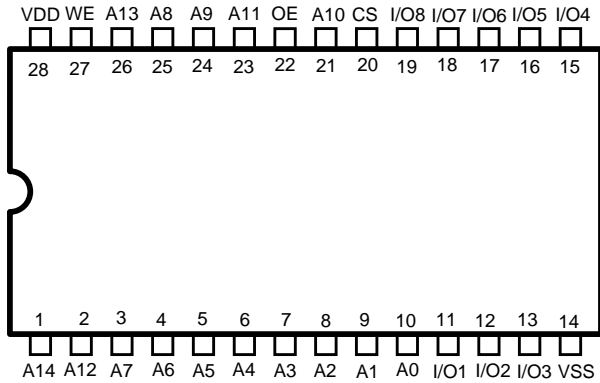 VDD WE A13 A8 A9 A11 OE A10 CS I/O8 I/O7 I/O6 I/O5 I/O4
28 27 26 25 24 23 22 21 20 19 18 17 16 15
1 2 3 4 5 6 7 8 9 10 11 12 13 14
A14 A12 A7 A6 A5 A4 A3 A2 A1 A0 I/O1 I/O2 I/O3 VSS